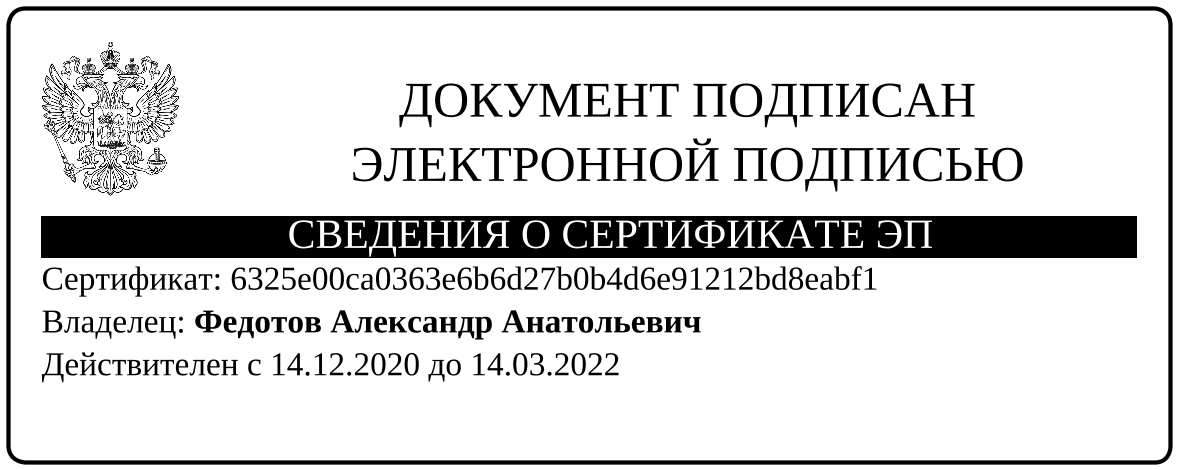 ДОКУМЕНТ ПОДПИСАН
ЭЛЕКТРОННОЙ ПОДПИСЬЮ
СВЕДЕНИЯ О СЕРТИФИКАТЕ ЭП
Сертификат: 6325e00ca0363e6b6d27b0b4d6e91212bd8eabf1
Владелец: Федотов Александр Анатольевич
Действителен с 14.12.2020 до 14.03.2022